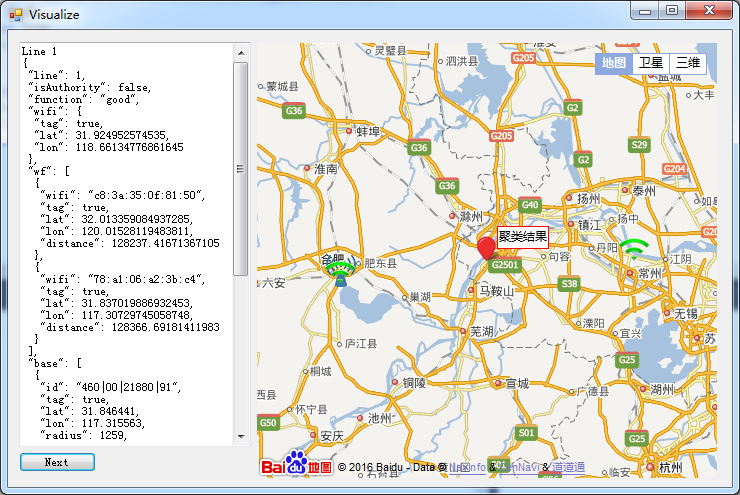 Visualize
Line 1
{
"line": 1,
"isAuthority": false,
"function": "good",
"wifi": {
"tag": true,
"lat": 31.924952574535,
"lon": 118.66134776861645
},
"wf": [
{
"wifi": "c8:3a:35:0f:81:50",
"tag": true,
"lat": 32.013359084937285,
"lon": 120.01528119483811,
"distance": 128237.41671367105
},
{
"wifi": "78:a1:06:a2:3b:c4",
"tag": true,
"lat": 31.837019886932453,
"lon": 117.30729745058748,
"distance": 128366.69181411983
}
],
"base": [
{
"id": "460|00|21880|91",
"tag": true,
"lat": 31.846441,
"lon": 117.315563,
"radius": 1259,
Next
地图 卫星 三维
灵璧县
泗洪县
G205
盐城
蒙城县
G36
蚌埠
G205
G2
大丰
淮南
G36
G2
S29
G204
G36
滁州
G40
扬州
泰州
如皋
镇江
扬中
G20
聚类结果
丹阳
江阴
合肥
肥东县
G2501
句容
常州
六安
巢湖
马鞍山
S38
无锡
芜湖
溧阳
宜兴
苏州
庐江县
G25
桐城
铜陵
宣城
广德县
湖州
西县
怀宁县
池州
G50
安庆
S01
G25
石台县
临安
杭州
Bai 地图
© 2016 Baidu - Data © NavInfo & CenNavi & 道道通